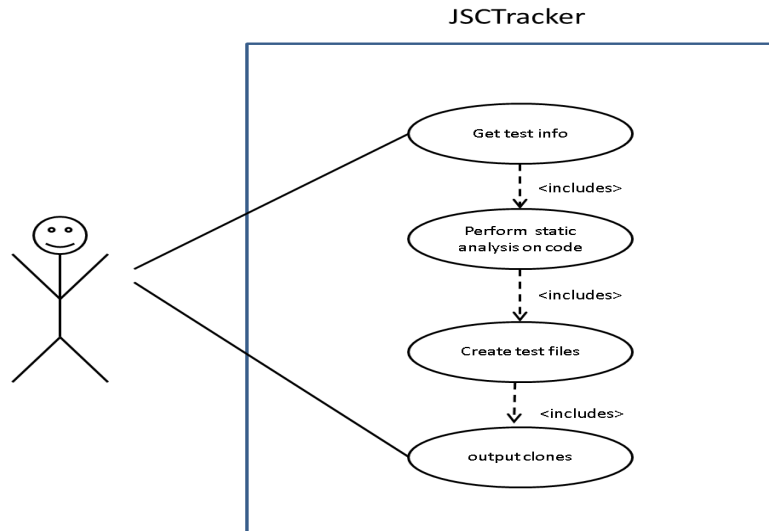 JSCTracker
Get test info
<includes>
Perform static
analysis on code
<includes>
Create test files
<includes>
output clones